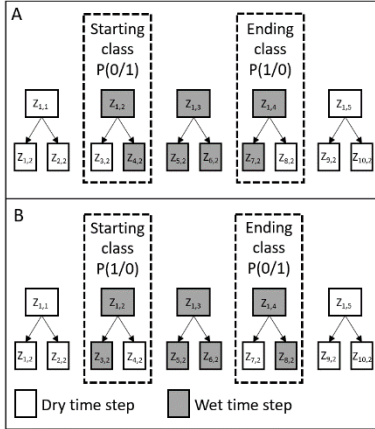 A
Starting
class
P(0/1)
Ending
class
P(1/0)
Z1,1 Z1,2 Z1,3 Z1,4 Z1,5
Z1,2 Z2,2 Z3,2 Z4,2 Z5,2 Z6,2 Z7,2 Z8,2 Z9,2 Z10,2
B
Starting
class
P(1/0)
Ending
class
P(0/1)
Z1,1 Z1,2 Z1,3 Z1,4 Z1,5
Z1,2 Z2,2 Z3,2 Z4,2 Z5,2 Z6,2 Z7,2 Z8,2 Z9,2 Z10,2
Dry time step Wet time step